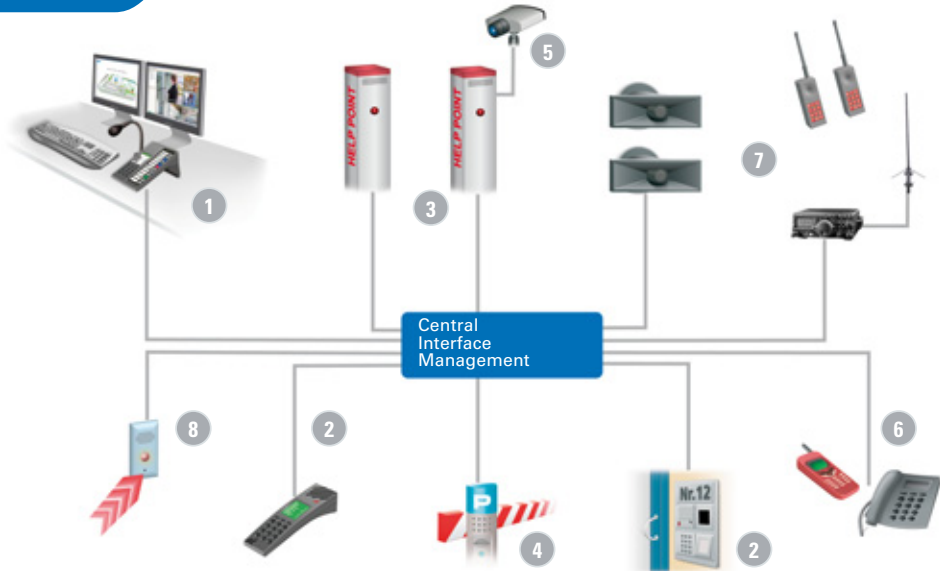 5
HELP POINT
HELP POINT
7
1
3
Central
Interface
Management
8
2
6
Nr.12
P
4
2